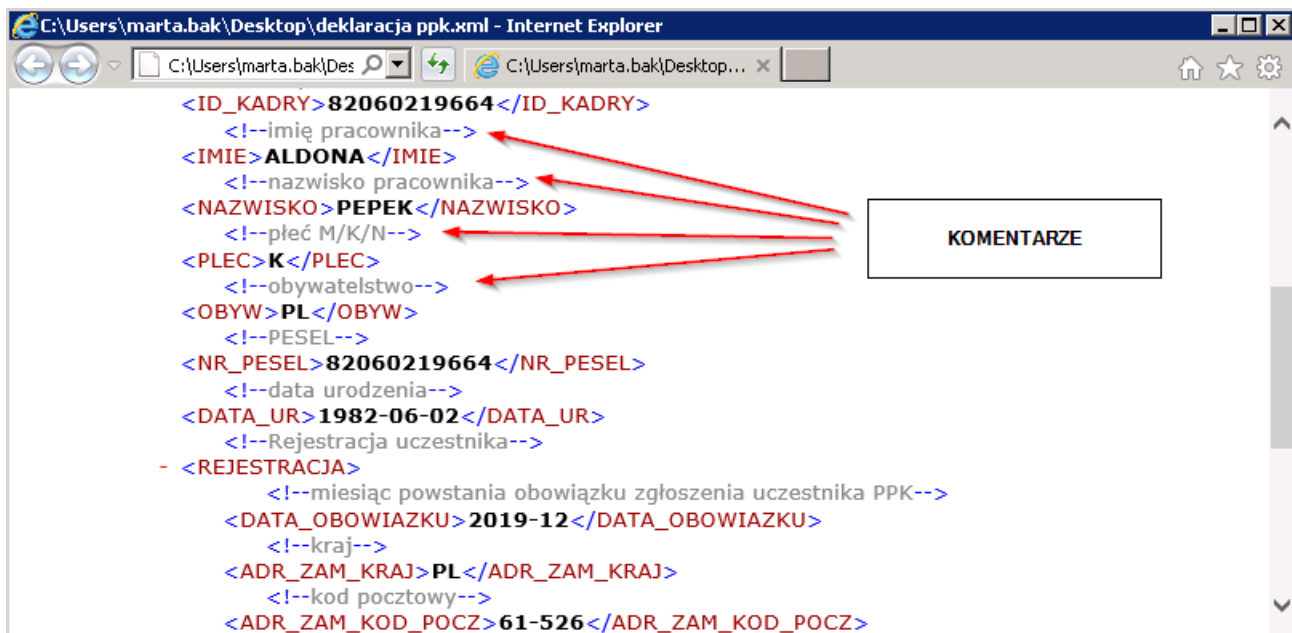 C:\Users\marta.bak\Desktop\deklaracja ppk.xml - Internet Explorer
C:\Users\marta.bak\Des
C:\Users\marta.bak\Desktop...
<ID_KADRY>82060219664</ID_KADRY>
<!--imię pracownika-->
<IMIE>ALDONA</IMIE>
<!--nazwisko pracownika-->
<NAZWISKO>PEPEK</NAZWISKO>
<!--płeć M/K/N-->
KOMENTARZE
<PLEC>K</PLEC>
<!--obywatelstwo-->
<OBYW>PL</OBYW>
<!--PESEL-->
<NR_PESEL>82060219664</NR_PESEL>
<!--data urodzenia-->
<DATA_UR>1982-06-02</DATA_UR>
<!--Rejestracja uczestnika-->
- <REJESTRACJA>
<!--miesiąc powstania obowiązku zgłoszenia uczestnika PPK-->
<DATA_OBOWIAZKU>2019-12</DATA_OBOWIAZKU>
<!--kraj-->
<ADR_ZAM_KRAJ>PL</ADR_ZAM_KRAJ>
<!--kod pocztowy-->
<ADR_ZAM_KOD_POCZ>61-526</ADR_ZAM_KOD_POCZ>